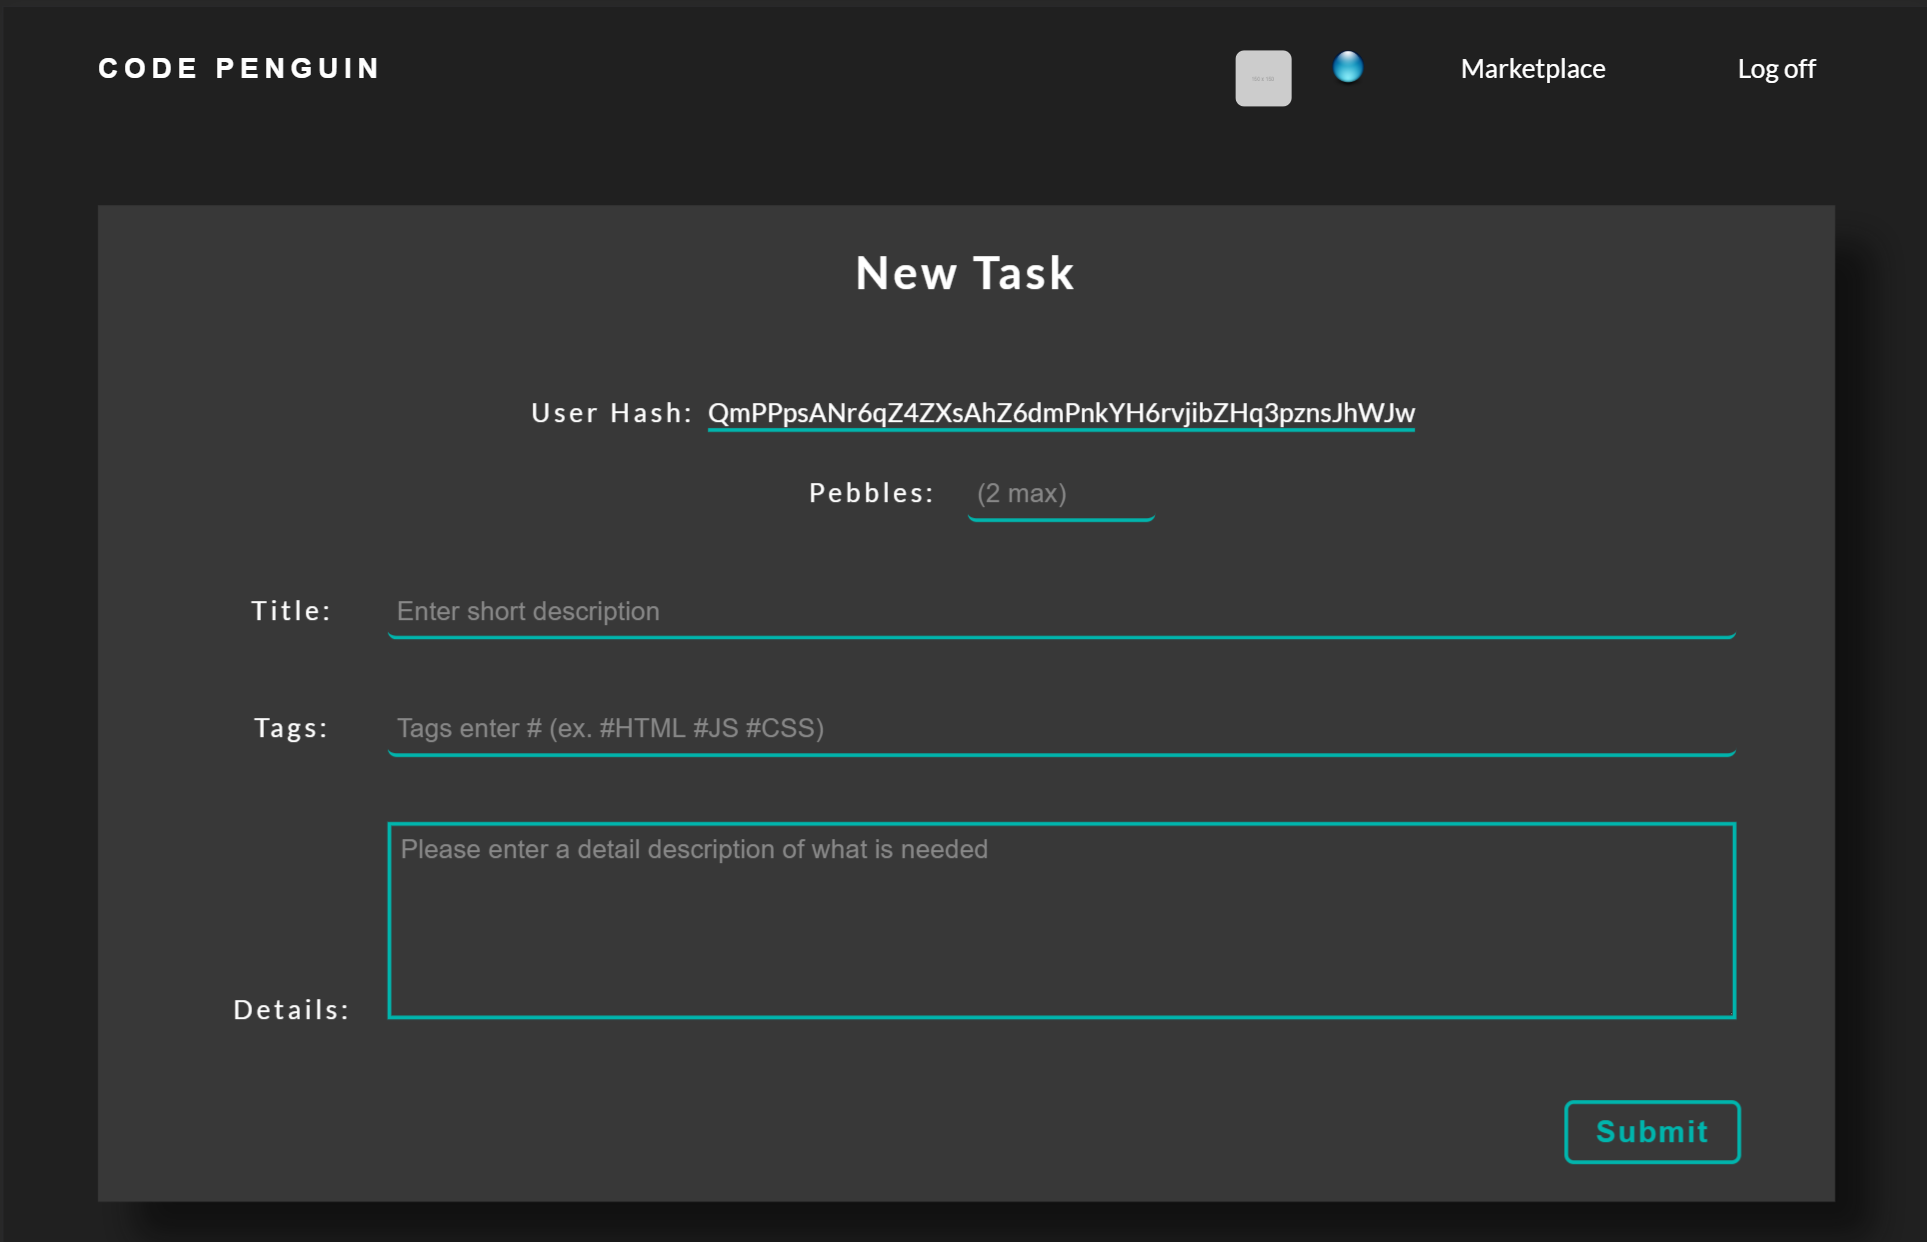 CODE PENGUIN Marketplace Log off
New Task
User Hash: QmPPpsANr6qZ4ZXsAhZ6dmPnkYH6rvjibZHq3pznsJhWJw
Pebbles: (2 max)
Title: Enter short description
Tags: Tags enter # (ex. #HTML #JS #CSS)
Please enter a detail description of what is needed
Details:
Submit